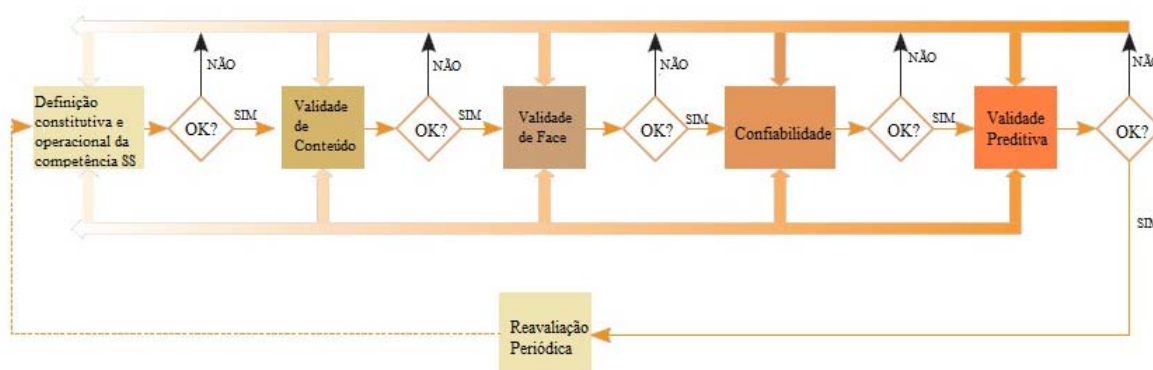 NÃO
NÃO
NÃO
NÃO
NÃO
Definição
constitutiva e
operacional da
competência SS
OK?
SIM
Validade
de
Conteúdo
OK?
SIM
Validade
de Face
OK?
SIM
Confiabilidade
OK?
SIM
Validade
Preditiva
OK?
SIM
Reavaliação
Periódica